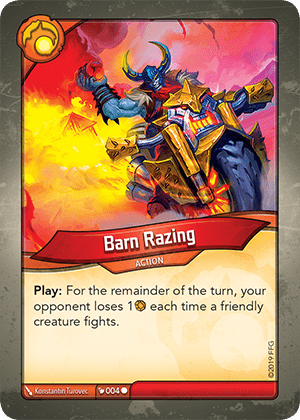 Barn Razing
ACTION
Play: For the remainder of the turn, your
opponent loses 1 each time a friendly
creature fights.
Konstantin Turovec
004
©2019 FFG